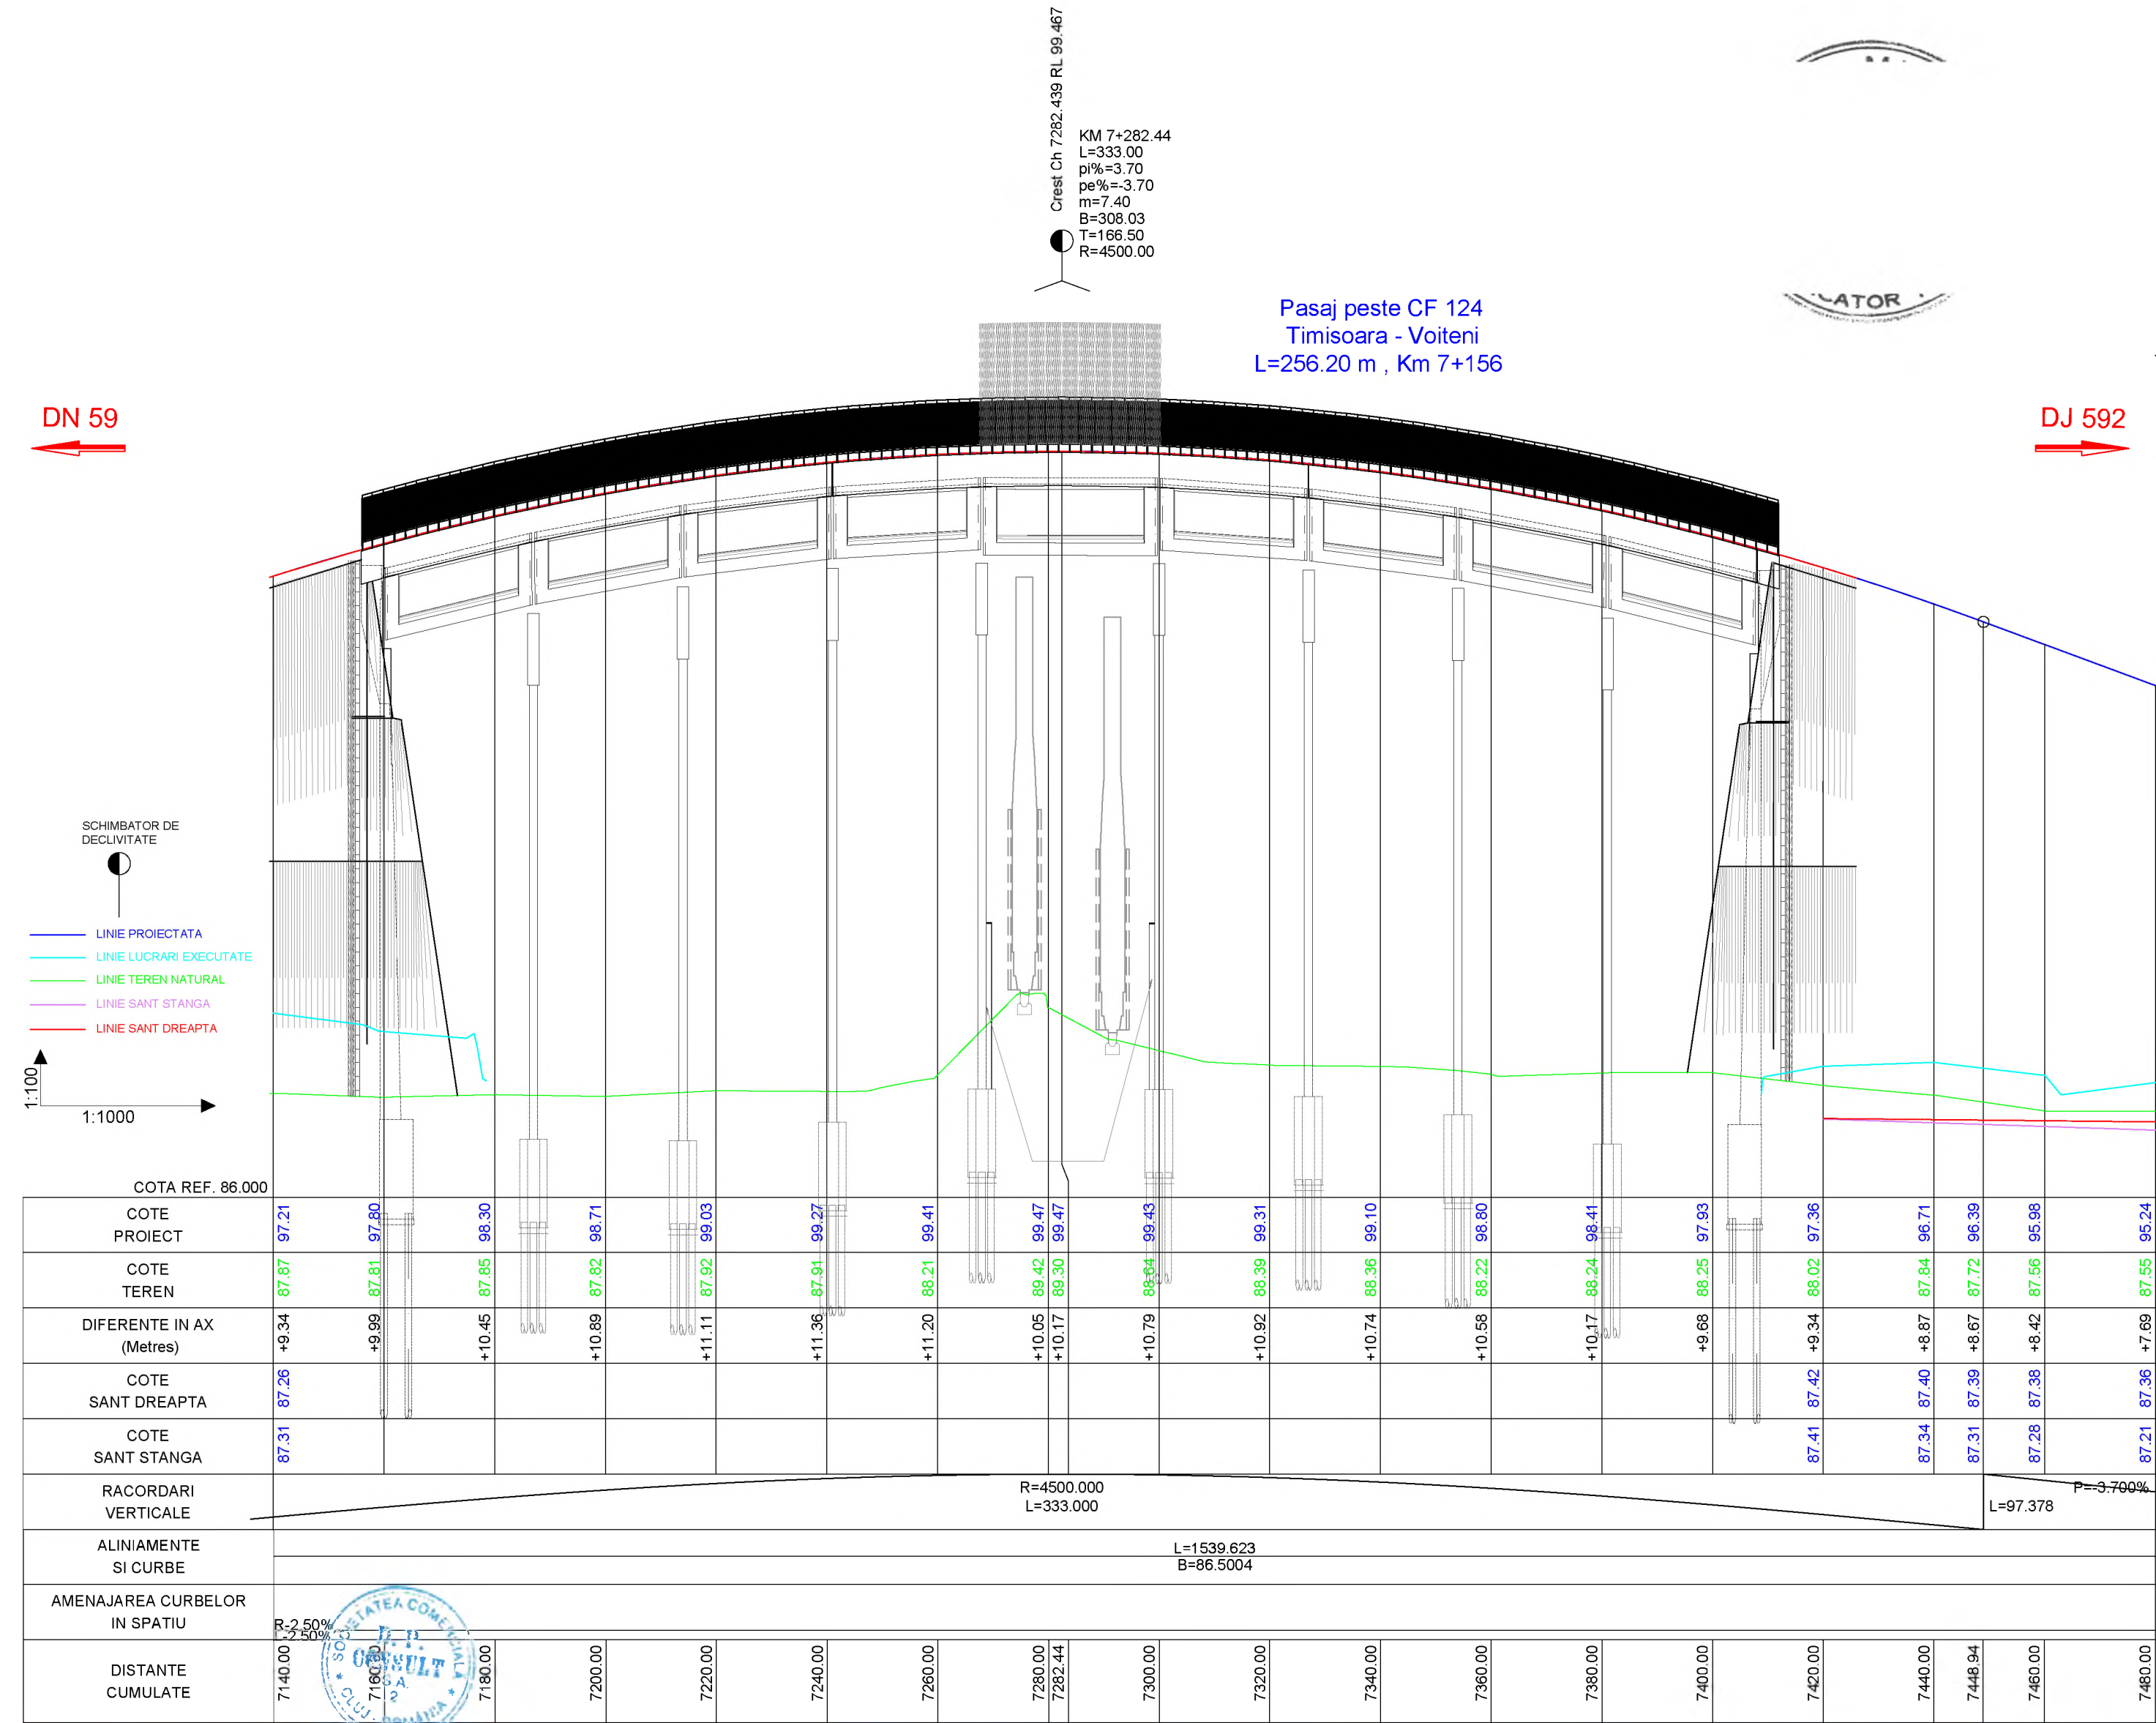 Crest Ch 7282.439 RL 99.467
KM 7+282.44
L=333.00
pi%=3.70
pe%=-3.70
m=7.40
B=308.03
T=166.50
R=4500.00
CATOR
Pasaj peste CF 124
Timisoara - Voiteni
L=256.20 m , Km 7+156
DN 59
DJ 592
SCHIMBATOR DE
DECLIVITATE
LINIE PROIECTATA
LINIE LUCRARI EXECUTATE
LINIE TEREN NATURAL
LINIE SANT STANGA
LINIE SANT DREAPTA
1:100
1:1000
COTA REF. 86.000
COTE
PROIECT
97.21 97.80 98.30 98.71 99.03 99.27 99.41 99.47 99.47 99.43 99.31 99.10 98.80 98.41 97.93 97.36 96.71 96.39 95.98 95.24
COTE
TEREN
87.87 87.81 87.85 87.82 87.92 87.91 88.21 89.42 89.30 88.64 88.39 88.36 88.22 88.24 88.25 88.02 87.84 87.72 87.56 87.55
DIFERENTE IN AX
(Metres)
+9.34 +9.99 +10.45 +10.89 +11.11 +11.36 +11.20 +10.05 +10.17 +10.79 +10.92 +10.74 +10.58 +10.17 +9.68 +9.34 +8.87 +8.67 +8.42 +7.69
COTE
SANT DREAPTA
87.26 87.42 87.40 87.39 87.38 87.36
COTE
SANT STANGA
87.31 87.41 87.34 87.31 87.28 87.21
RACORDARI
VERTICALE
R=4500.000
L=333.000
P=-3.700%
L=97.378
ALINIAMENTE
SI CURBE
L=1539.623
B=86.5004
AMENAJAREA CURBELOR
IN SPATIU
R-2.50%
L-2.50%
SOCIETATEA COMERCIALA
CONSULT
S.A.
2
CLUJ - ROMÂNIA
DISTANTE
CUMULATE
7140.00 7160.00 7180.00 7200.00 7220.00 7240.00 7260.00 7280.00 7282.44 7300.00 7320.00 7340.00 7360.00 7380.00 7400.00 7420.00 7440.00 7448.94 7460.00 7480.00